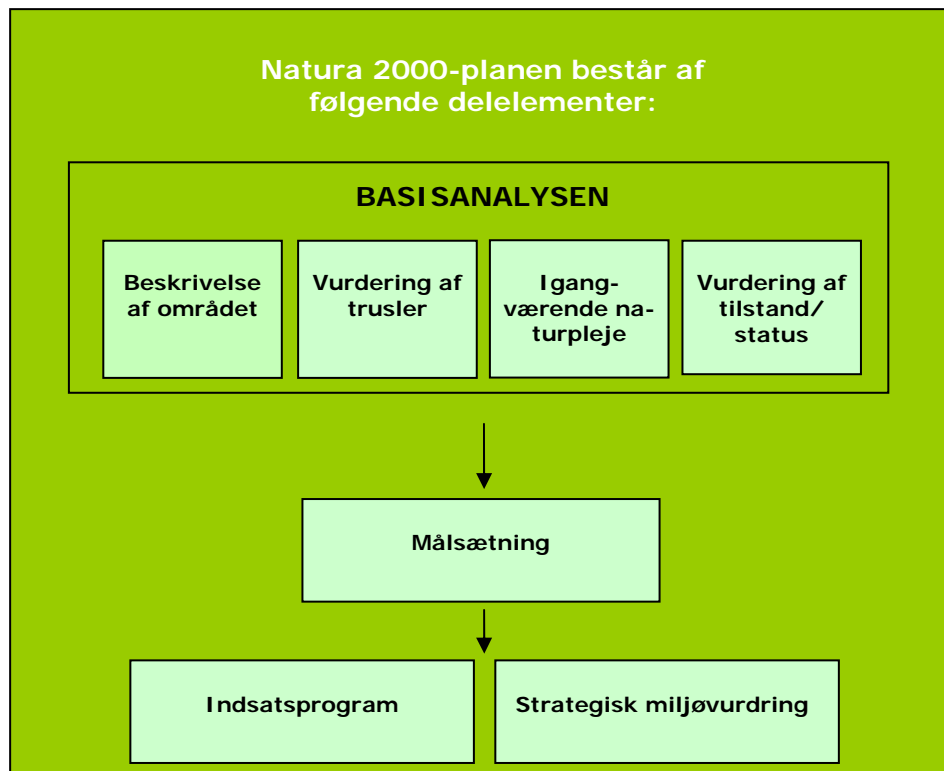 Natura 2000-planen består af
følgende delelementer:
BASISANALYSEN
Beskrivelse
af området
Vurdering af
trusler
Igang-
værende na-
turpleje
Vurdering af
tilstand/
status
Målsætning
Indsatsprogram
Strategisk miljøvurdring